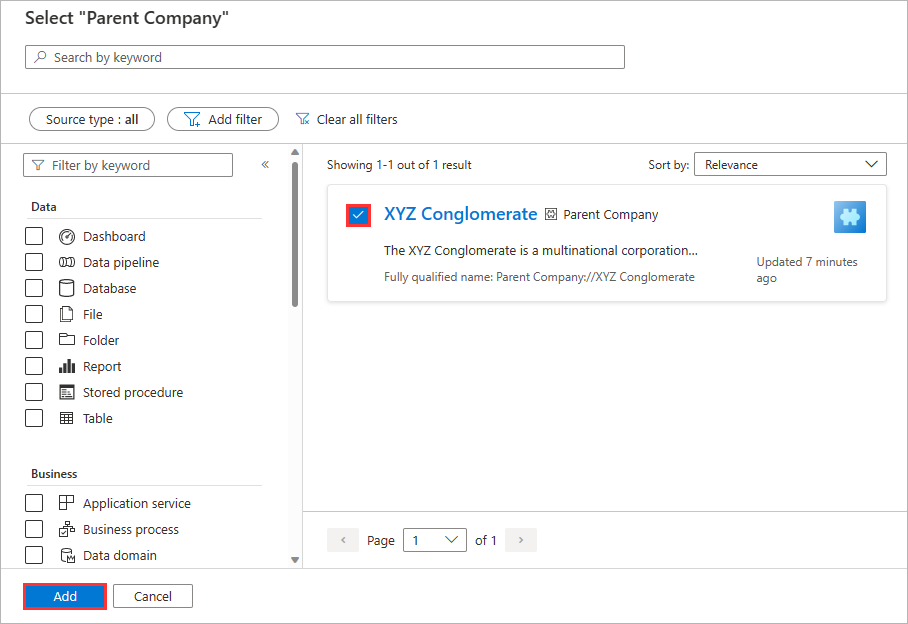 Select "Parent Company"
Search by keyword
Source type : all
Add filter
Clear all filters
Filter by keyword
«
Data
Dashboard
Data pipeline
Database
File
Folder
Report
Stored procedure
Table
Business
Application service
Business process
Data domain
Showing 1-1 out of 1 result
Sort by: Relevance
XYZ Conglomerate Parent Company
The XYZ Conglomerate is a multinational corporation...
Fully qualified name: Parent Company://XYZ Conglomerate
Updated 7 minutes
ago
‹ Page 1 of 1 ›
Add
Cancel